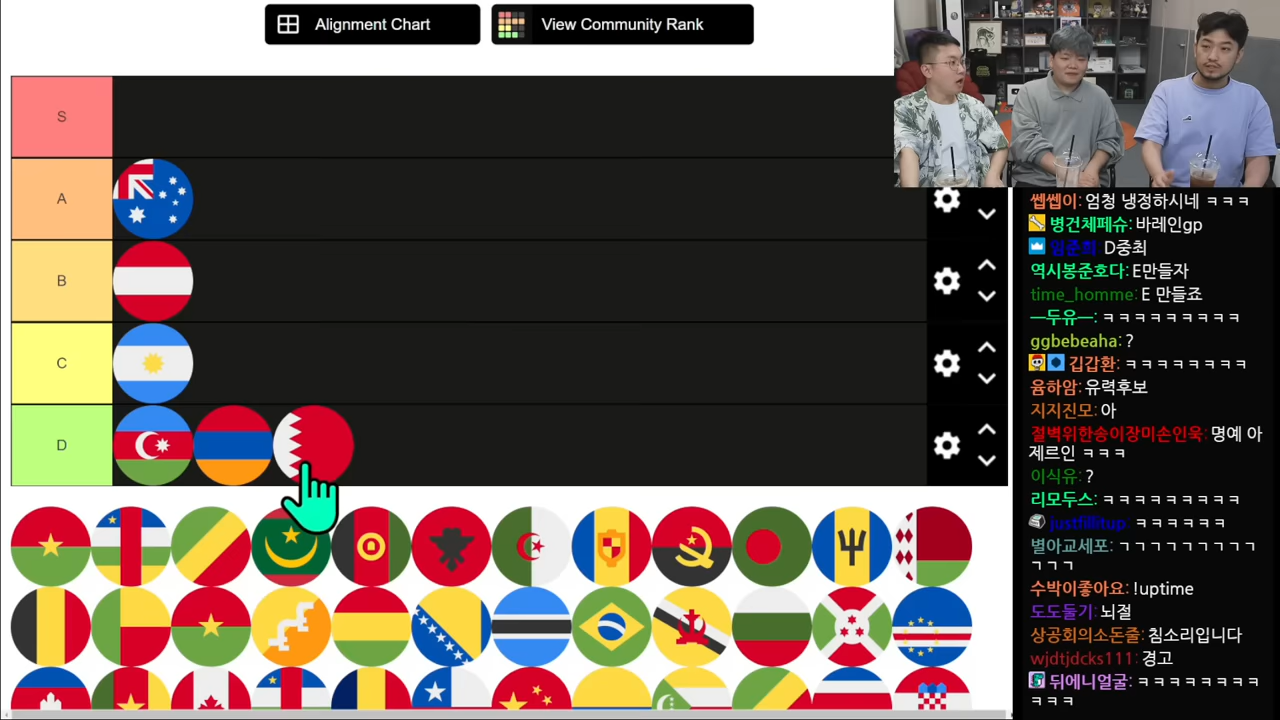 Alignment Chart
View Community Rank
S
A
B
C
D
쎕쎕이: 엄청 냉정하시네 ㅋㅋㅋ
병건체페슈: 바레인gp
임준최: D중최
역시봉준호다: E만들자
time_homme: E 만들죠
―두유―: ㅋㅋㅋㅋㅋㅋㅋㅋㅋ
ggbebeaha: ?
김갑환: ㅋㅋㅋㅋㅋㅋㅋㅋ
융하암: 유력후보
지지진모: 아
절벽위한송이장미손인욱: 명예 아
제르인 ㅋㅋㅋ
이식유: ?
리모두스: ㅋㅋㅋㅋㅋㅋㅋㅋㅋ
justfillitup: ㅋㅋㅋㅋㅋㅋ
별아교세포: ㄱㄱㄱㄱㄱㄱㄱㄱㄱ
ㄱㄱㄱ
수박이좋아요: !uptime
도도둘기: 뇌절
상공회의소돈줄: 침소리입니다
wjdtjdcks111: 경고
뒤에니얼굴: ㅋㅋㅋㅋㅋㅋㅋㅋ
ㅋㅋㅋ